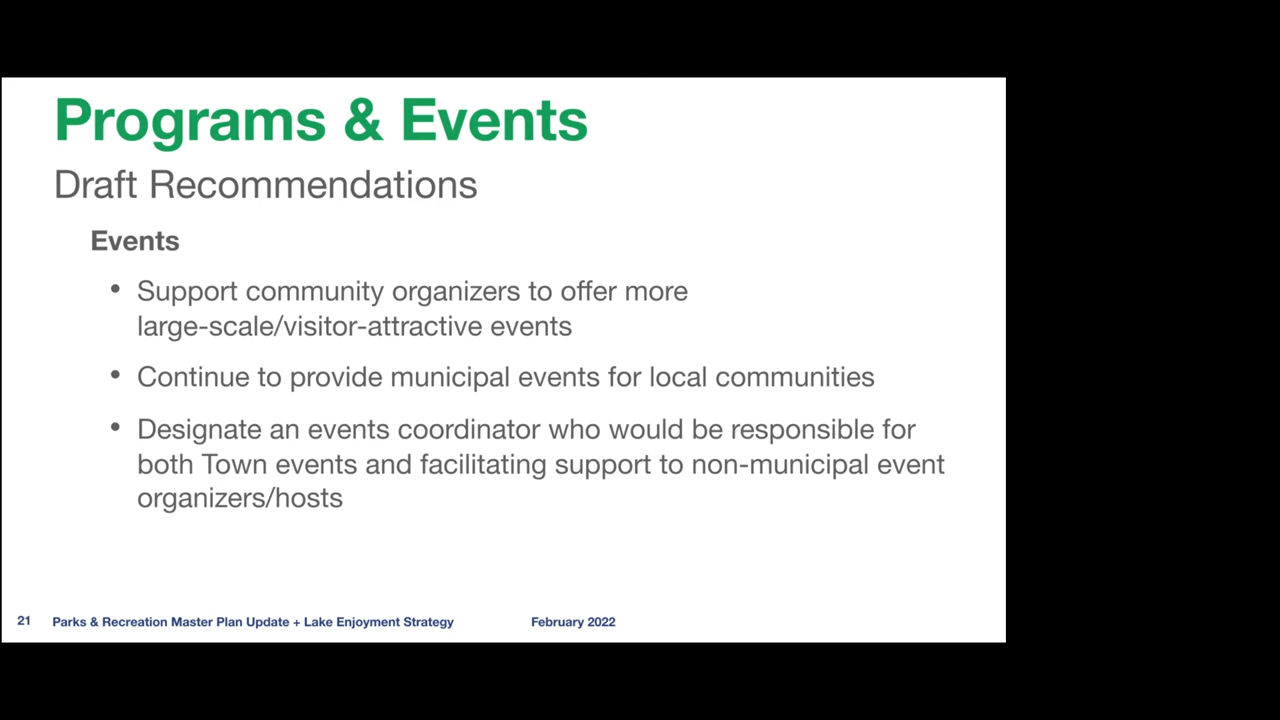 Programs & Events
Draft Recommendations
Events
• Support community organizers to offer more
large-scale/visitor-attractive events
• Continue to provide municipal events for local communities
• Designate an events coordinator who would be responsible for
both Town events and facilitating support to non-municipal event
organizers/hosts
21 Parks & Recreation Master Plan Update + Lake Enjoyment Strategy February 2022